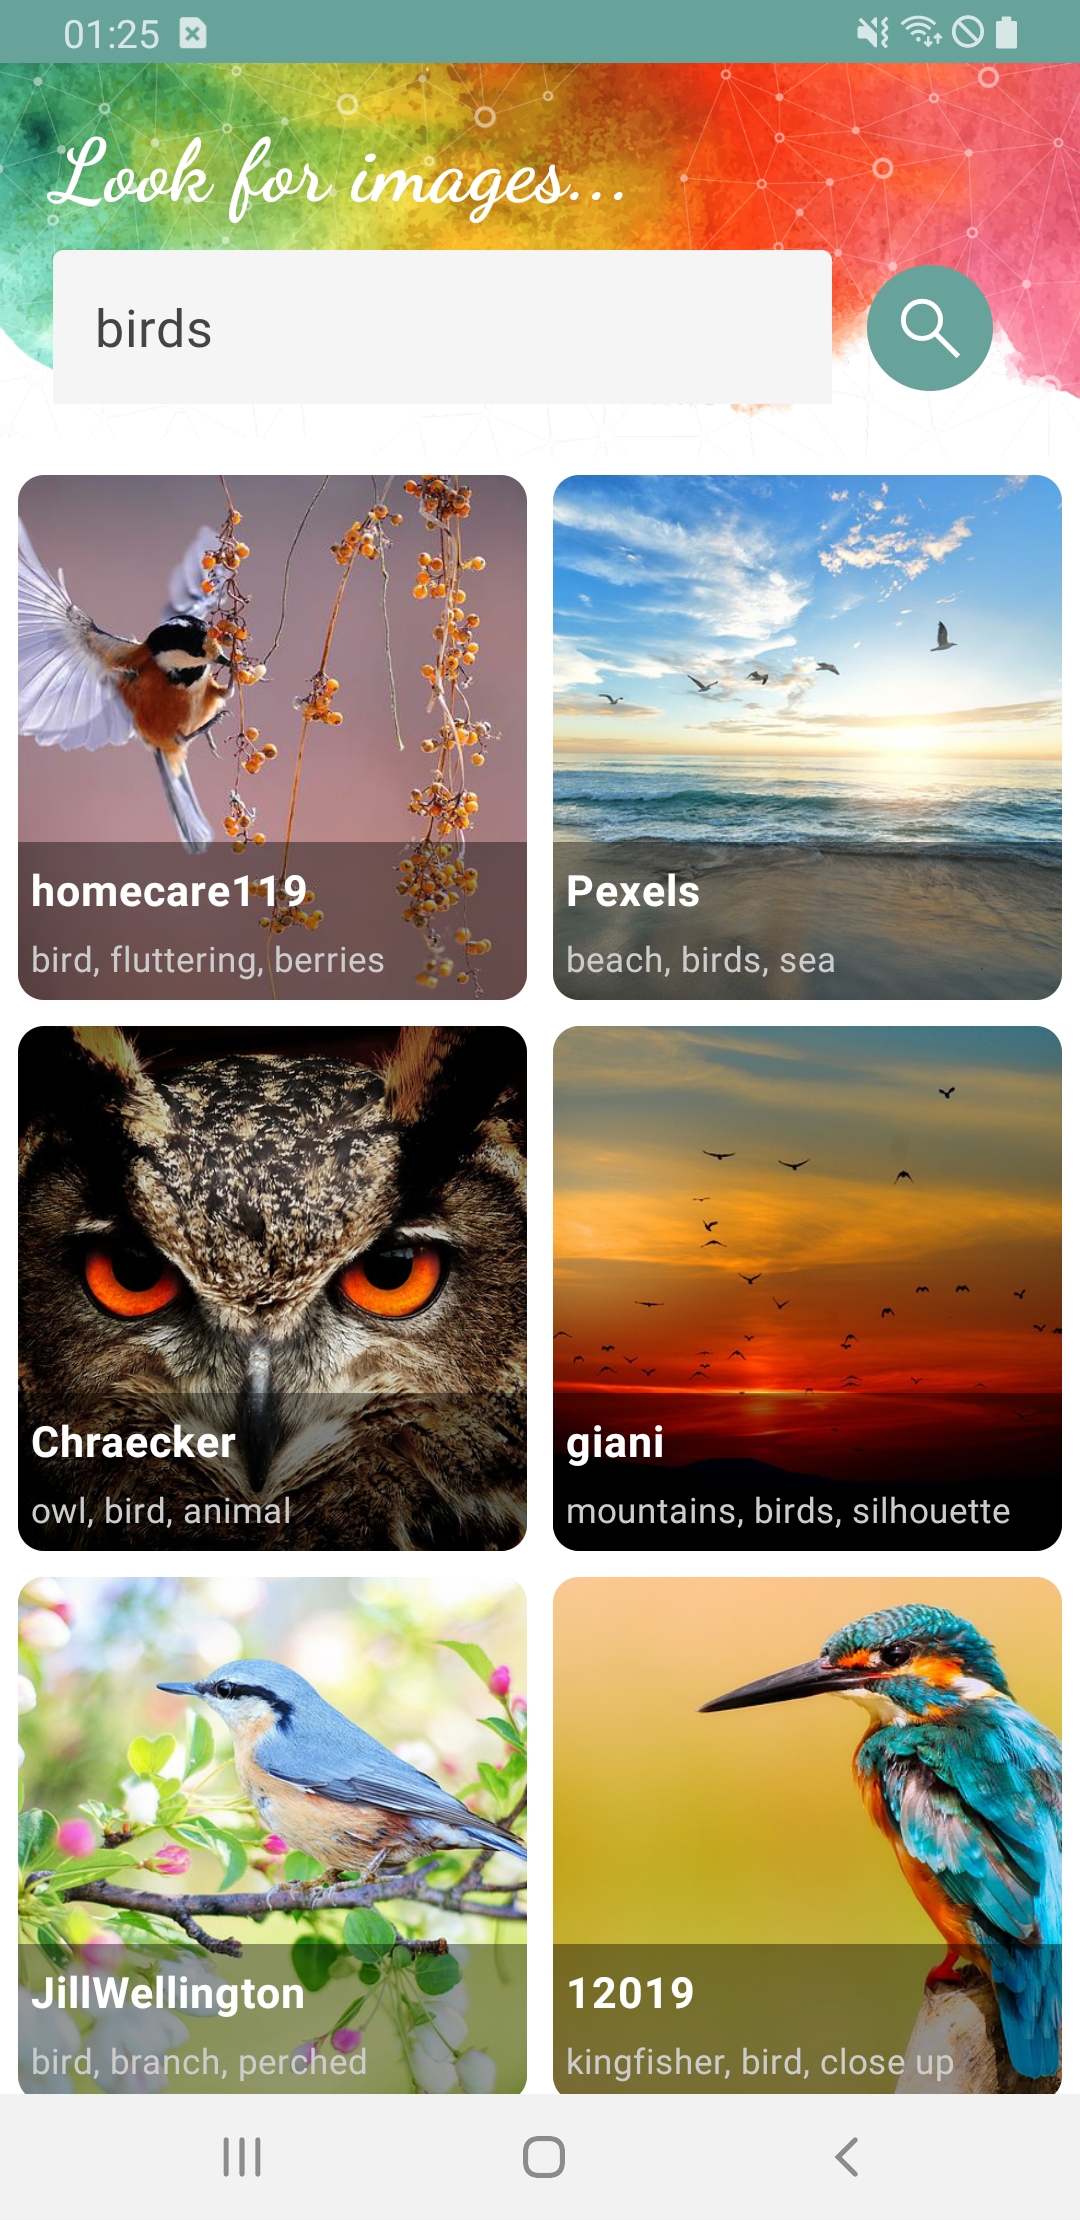 01:25
Look for images...
birds
homecare119
bird, fluttering, berries
Pexels
beach, birds, sea
Chraecker
owl, bird, animal
giani
mountains, birds, silhouette
JillWellington
bird, branch, perched
12019
kingfisher, bird, close up